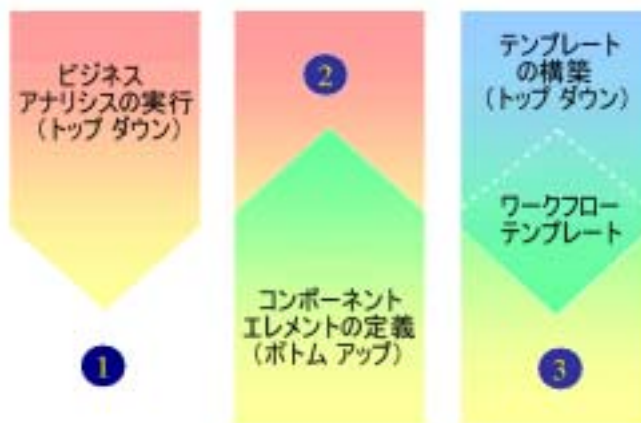 ビジネス
アナリシスの実行
(トップ ダウン)
1
2
コンポーネント
エレメントの定義
(ボトム アップ)
テンプレート
の構築
(トップ ダウン)
ワークフロー
テンプレート
3